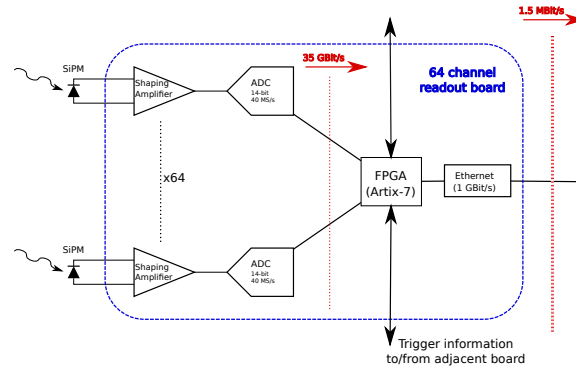 1.5 MBit/s
35 GBit/s
64 channel
readout board
SiPM
Shaping
Amplifier
ADC
14-bit
40 MS/s
x64
FPGA
(Artix-7)
Ethernet
(1 GBit/s)
SiPM
Shaping
Amplifier
ADC
14-bit
40 MS/s
Trigger information
to/from adjacent board